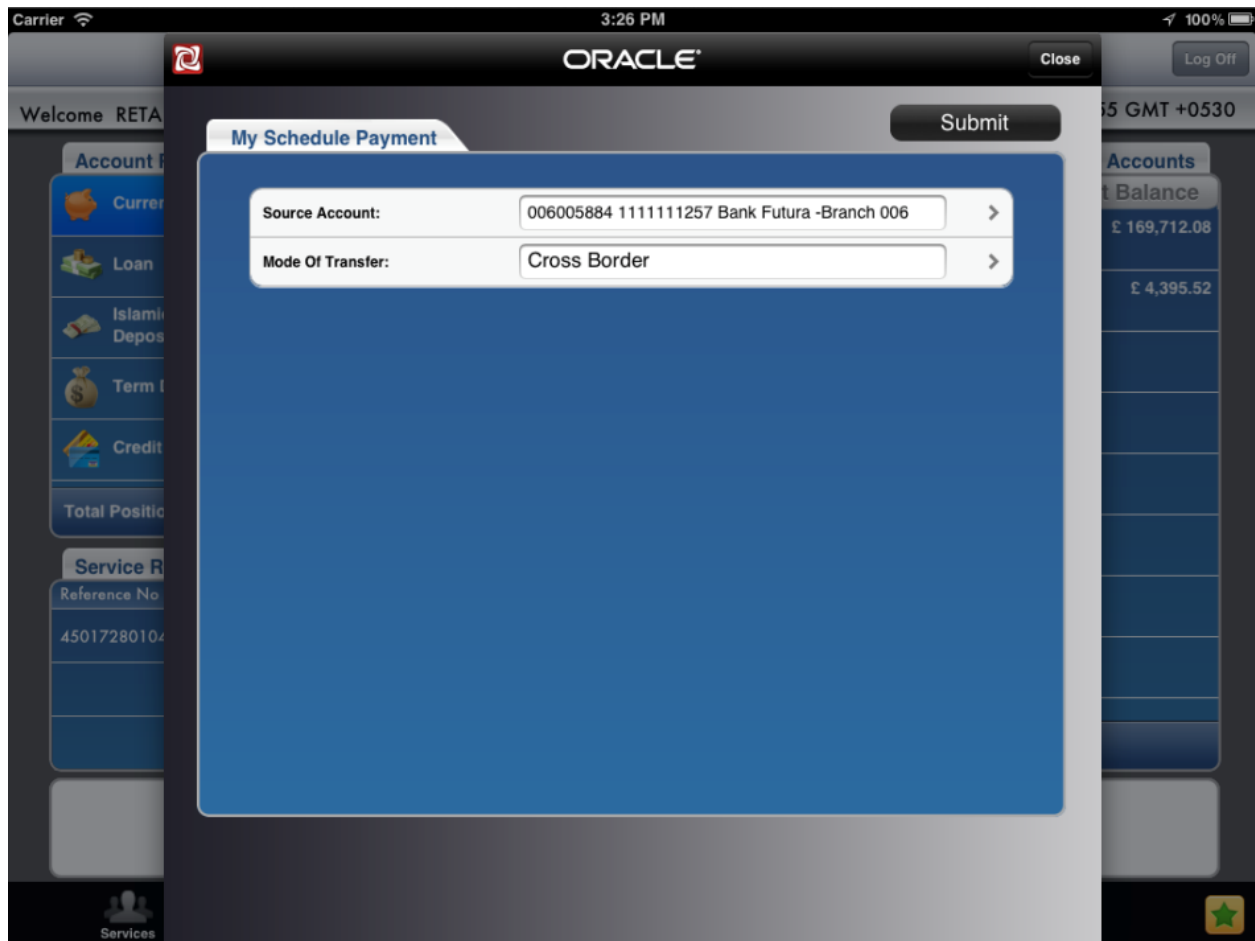 Carrier 3:26 PM 100%
ORACLE
Close
Log Off
Welcome RETA
55 GMT +0530
My Schedule Payment
Submit
Account
Accounts
t Balance
Source Account: 006005884 1111111257 Bank Futura -Branch 006
Mode Of Transfer: Cross Border
Curren
£ 169,712.08
Loan
£ 4,395.52
Islami
Depos
Term
Credit
Total Positio
Service R
Reference No
45017280104
Services